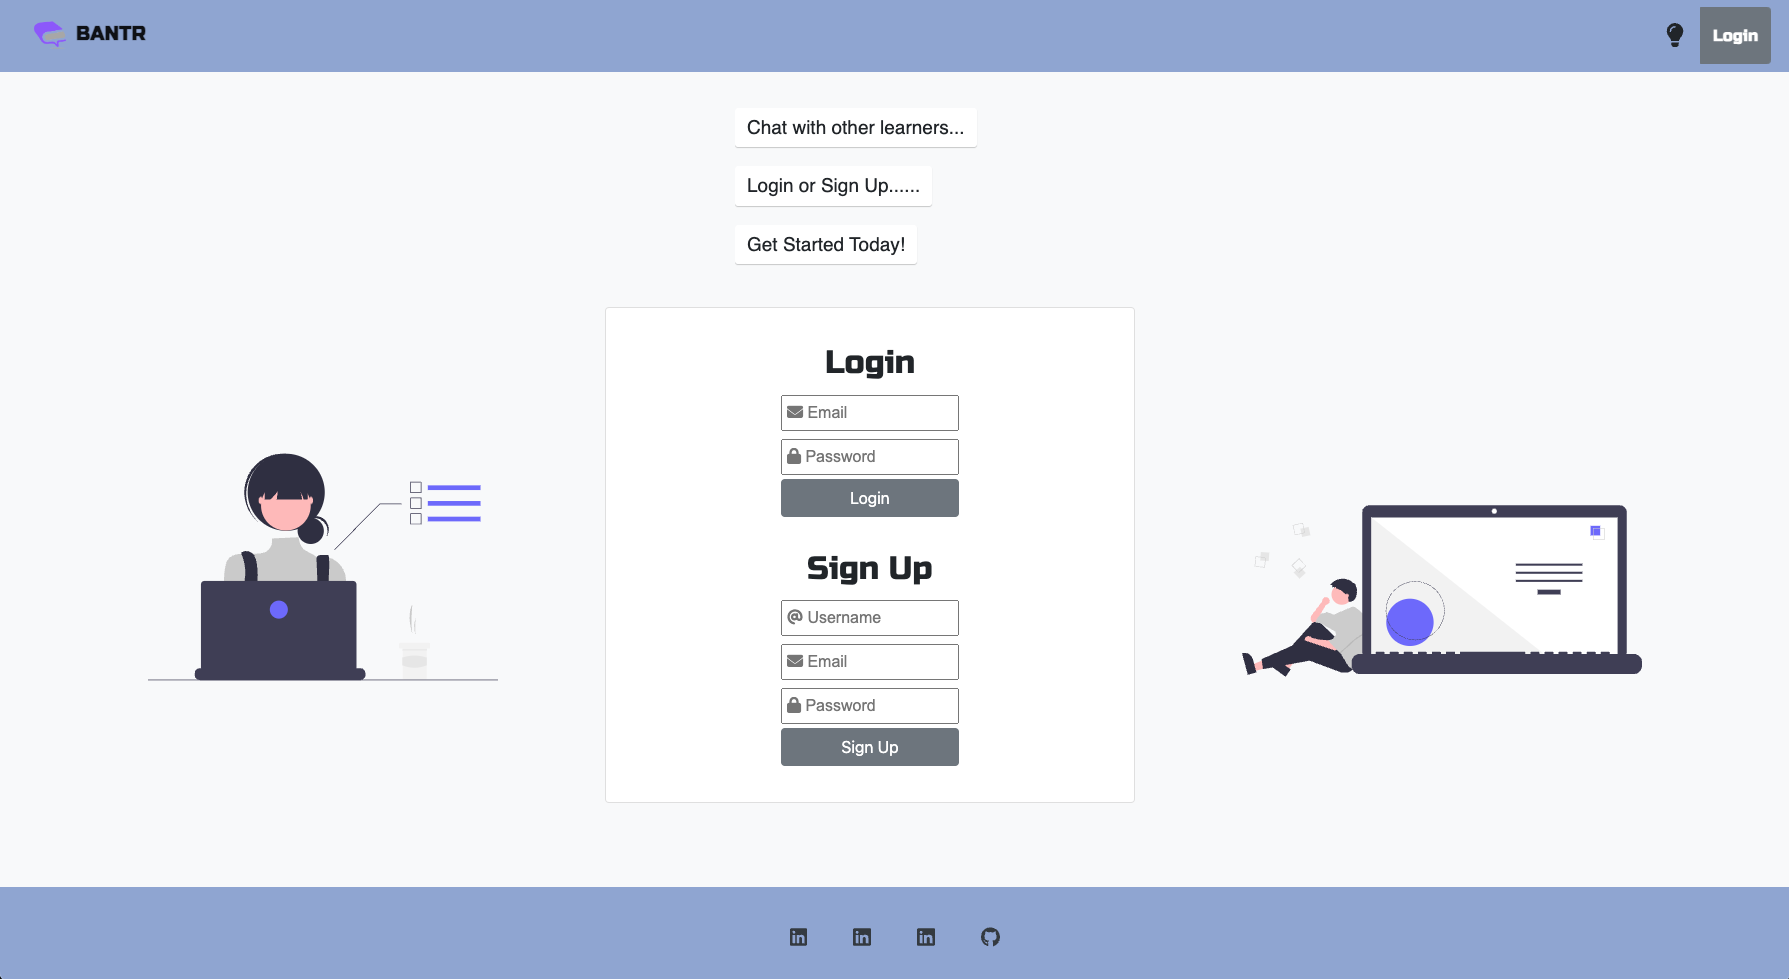 BANTR
Login
Chat with other learners...
Login or Sign Up......
Get Started Today!
Login
Email
Password
Login
Sign Up
Username
Email
Password
Sign Up